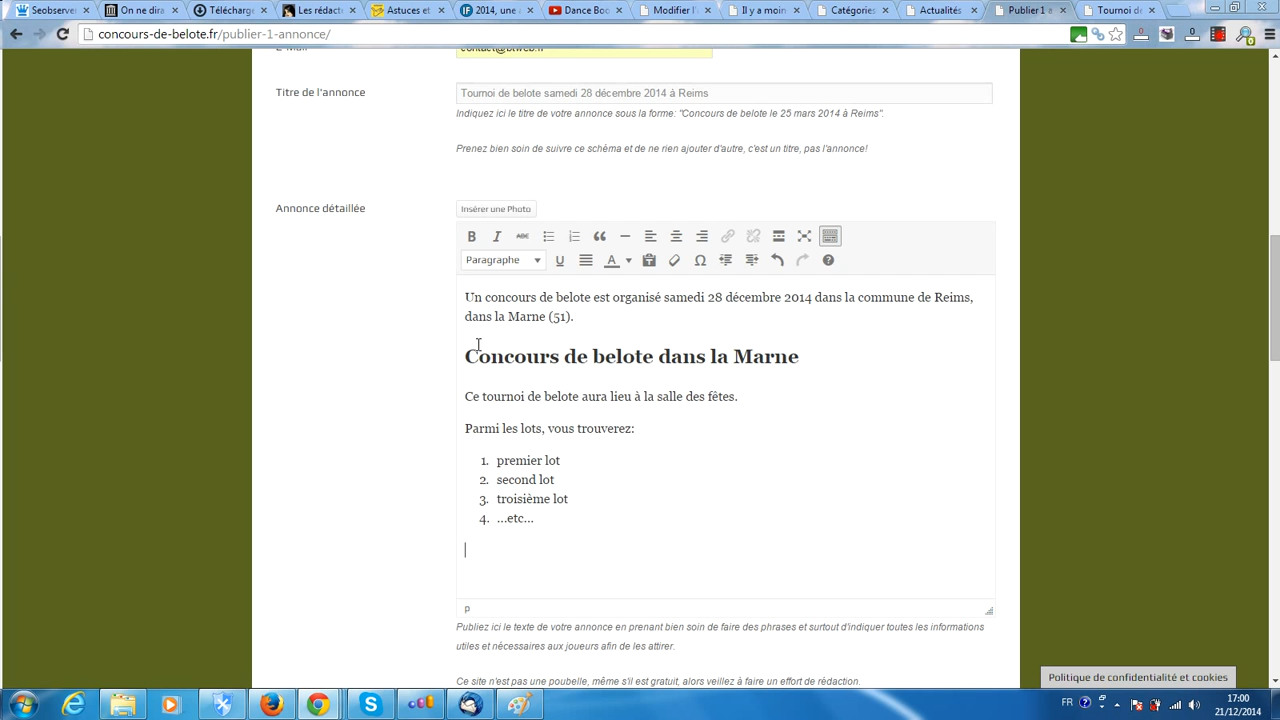 Seobserver
On ne dira
Télécharge
Les rédacte
Astuces et
2014, une
Dance Boo
Modifier l'
Il y a moin
Catégories
Actualités
Publier 1
Tournoi de
concours-de-belote.fr/publier-1-annonce/
Titre de l'annonce
Tournoi de belote samedi 28 décembre 2014 à Reims
Indiquez ici le titre de votre annonce sous la forme: "Concours de belote le 25 mars 2014 à Reims".
Prenez bien soin de suivre ce schéma et de ne rien ajouter d'autre, c'est un titre, pas l'annonce!
Annonce détaillée
Insérer une Photo
B I ABC
Paragraphe
U A Ω
Un concours de belote est organisé samedi 28 décembre 2014 dans la commune de Reims,
dans la Marne (51).
Concours de belote dans la Marne
Ce tournoi de belote aura lieu à la salle des fêtes.
Parmi les lots, vous trouverez:
1. premier lot
2. second lot
3. troisième lot
4. ...etc...
p
Publiez ici le texte de votre annonce en prenant bien soin de faire des phrases et surtout d'indiquer toutes les informations
utiles et nécessaires aux joueurs afin de les attirer.
Ce site n'est pas une poubelle, même s'il est gratuit, alors veillez à faire un effort de rédaction.
Politique de confidentialité et cookies
FR
17:00
21/12/2014